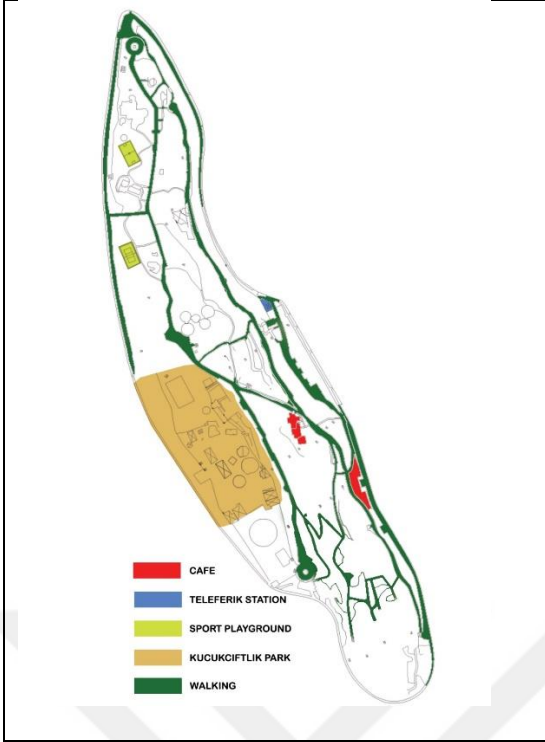 CAFE
TELEFERIK STATION
SPORT PLAYGROUND
KUCUKCIFTLIK PARK
WALKING